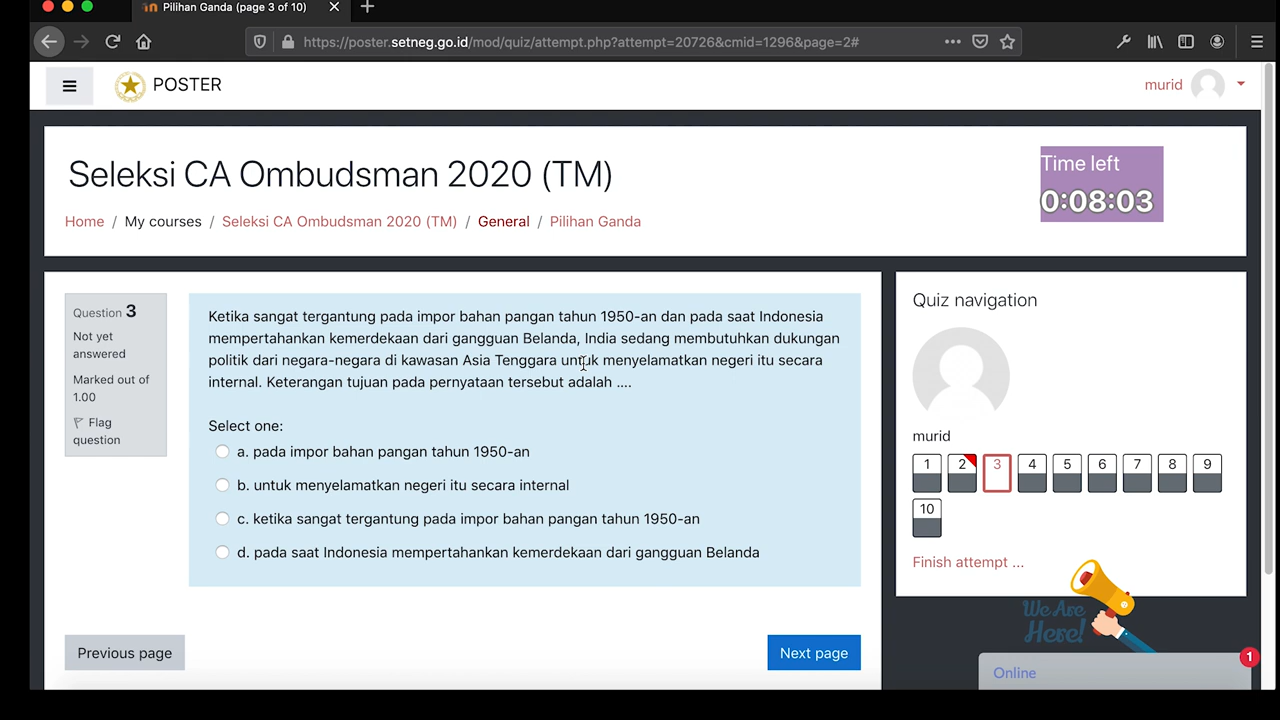 Pilihan Ganda (page 3 of 10)
https://poster.setneg.go.id/mod/quiz/attempt.php?attempt=20726&cmid=1296&page=2#
POSTER
murid
Seleksi CA Ombudsman 2020 (TM)
Time left
0:08:03
Home / My courses / Seleksi CA Ombudsman 2020 (TM) / General / Pilihan Ganda
Question 3
Not yet
answered
Marked out of
1.00
Flag
question
Ketika sangat tergantung pada impor bahan pangan tahun 1950-an dan pada saat Indonesia
mempertahankan kemerdekaan dari gangguan Belanda, India sedang membutuhkan dukungan
politik dari negara-negara di kawasan Asia Tenggara untuk menyelamatkan negeri itu secara
internal. Keterangan tujuan pada pernyataan tersebut adalah ....
Select one:
a. pada impor bahan pangan tahun 1950-an
b. untuk menyelamatkan negeri itu secara internal
c. ketika sangat tergantung pada impor bahan pangan tahun 1950-an
d. pada saat Indonesia mempertahankan kemerdekaan dari gangguan Belanda
Previous page
Next page
Quiz navigation
murid
1 2 3 4 5 6 7 8 9
10
Finish attempt ...
We Are
Here!
1
Online